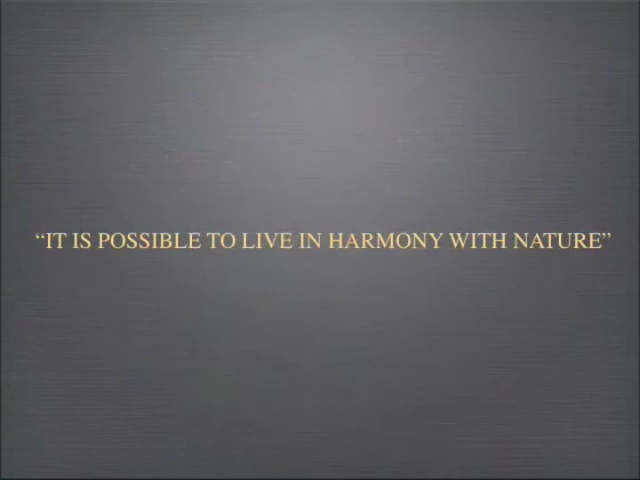 “IT IS POSSIBLE TO LIVE IN HARMONY WITH NATURE”